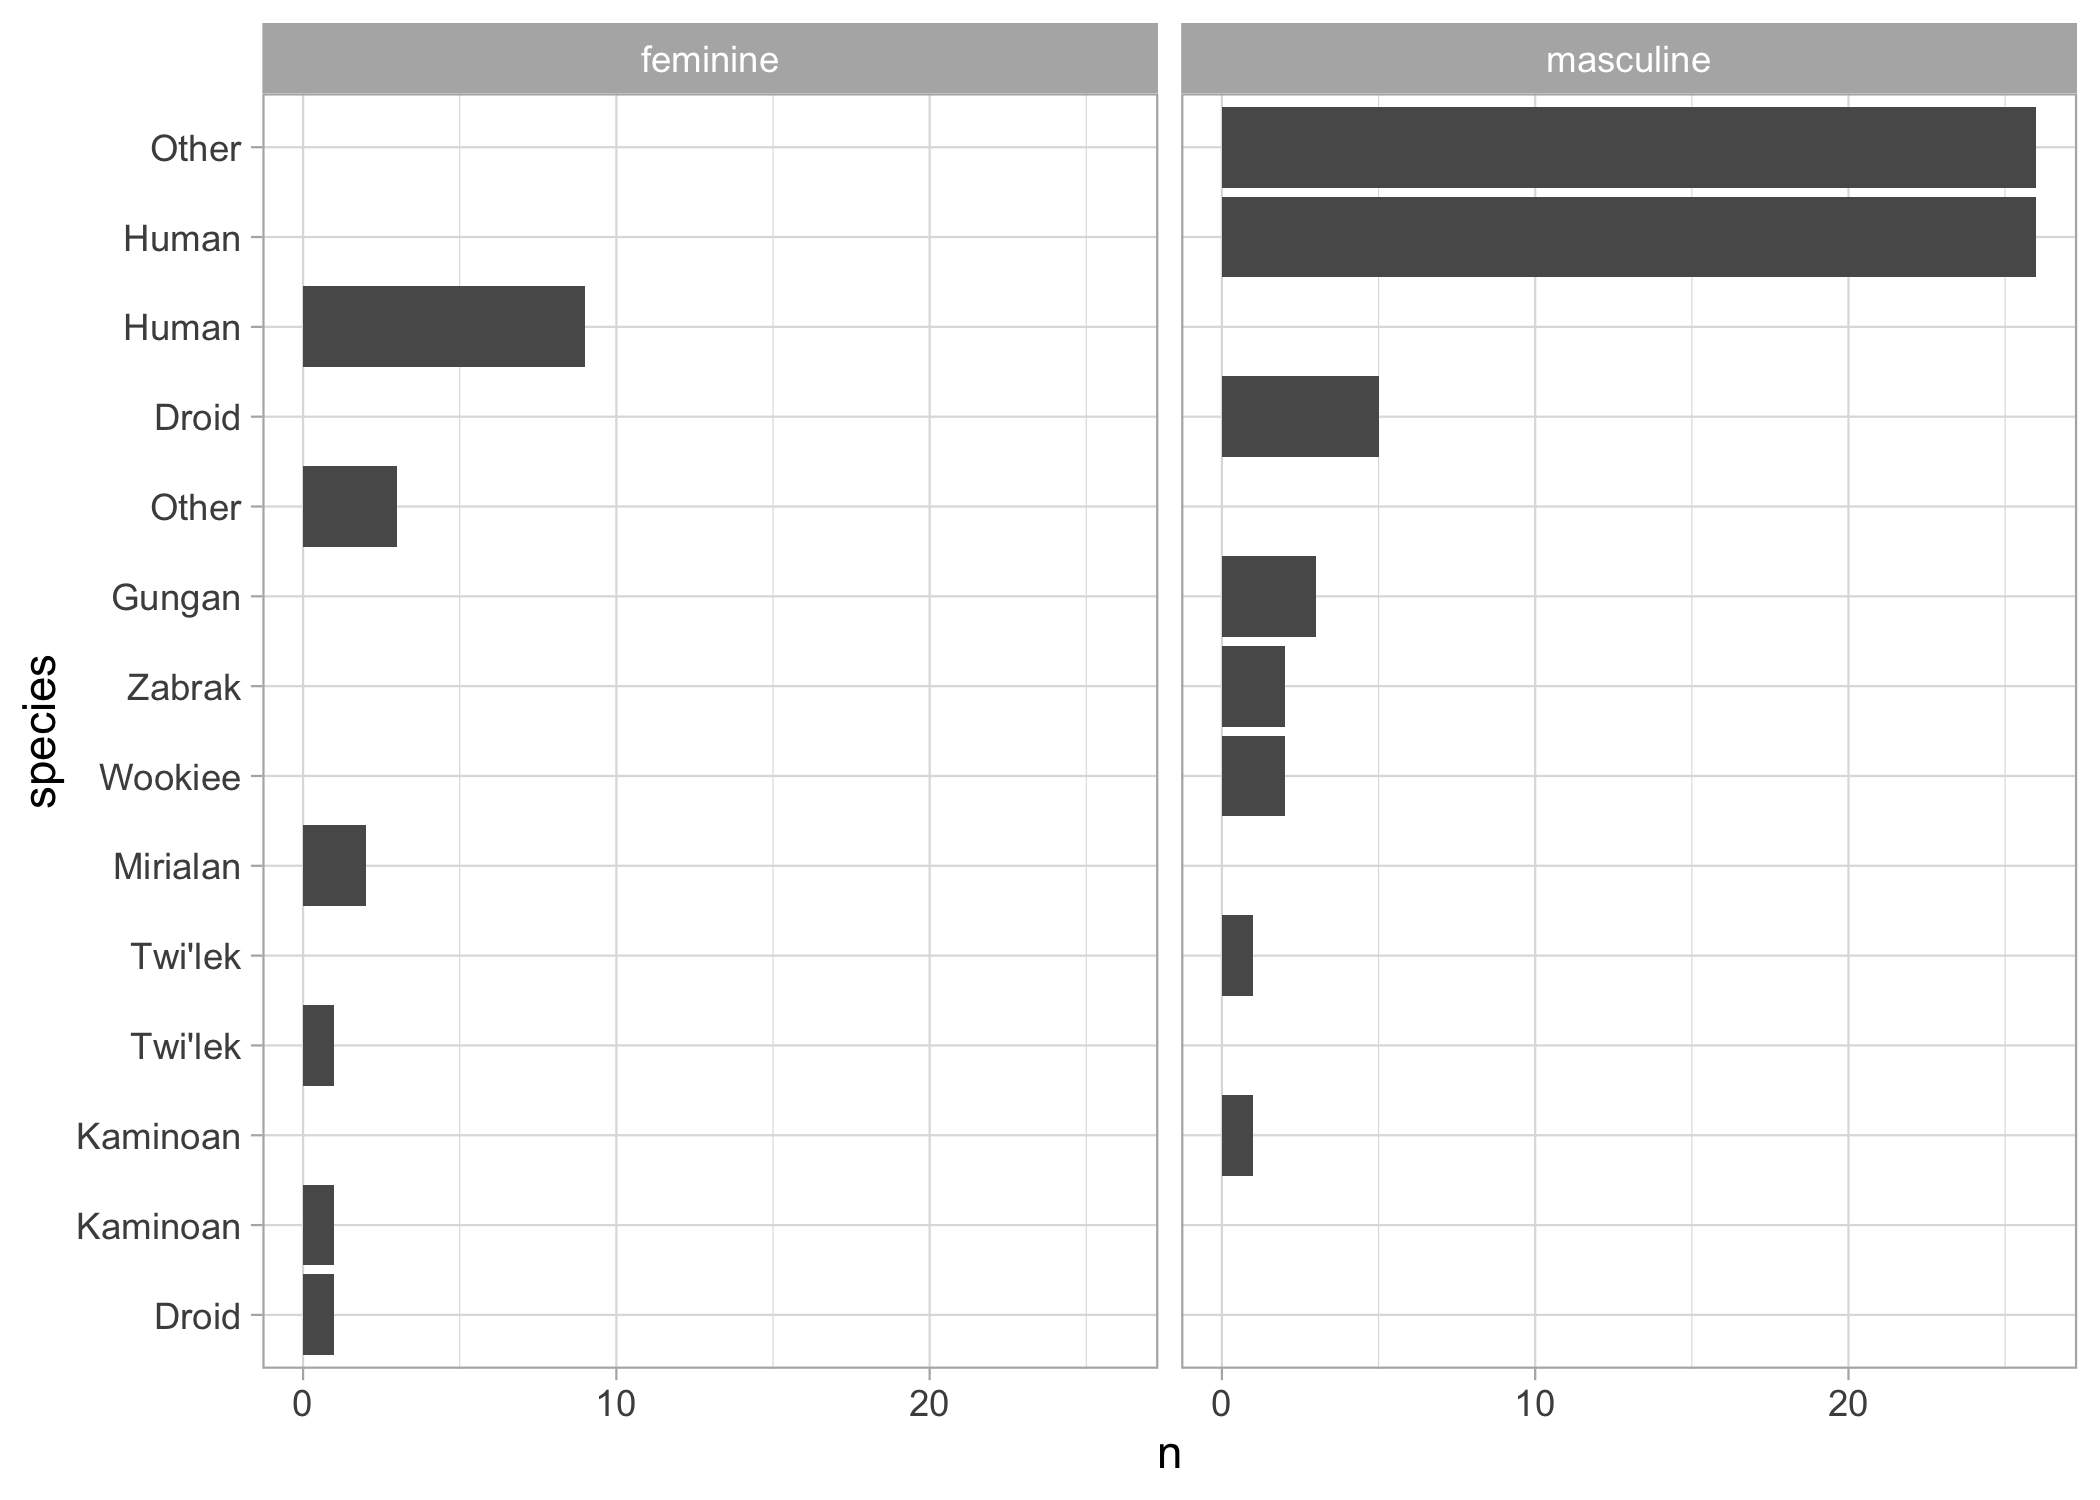 feminine
masculine
Other
Human
Human
Droid
Other
Gungan
Zabrak
Wookiee
Mirialan
Twi'lek
Twi'lek
Kaminoan
Kaminoan
Droid
species
0 10 20
0 10 20
n